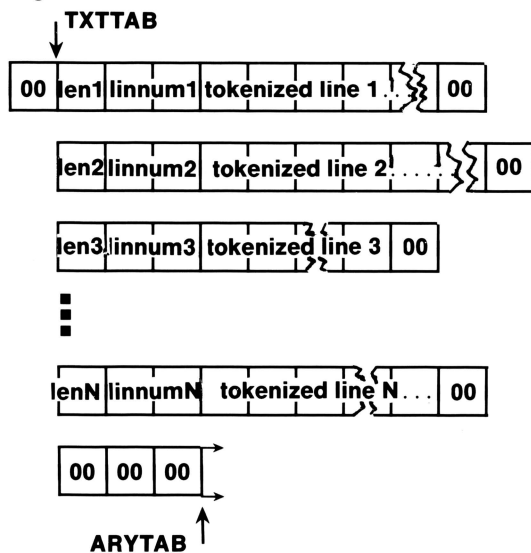 TXTTAB
00 len1 linnum1 tokenized line 1 .... 00
len2 linnum2 tokenized line 2 ...... 00
len3 linnum3 tokenized line 3 00
lenN linnumN tokenized line N ... 00
00 00 00
ARYTAB